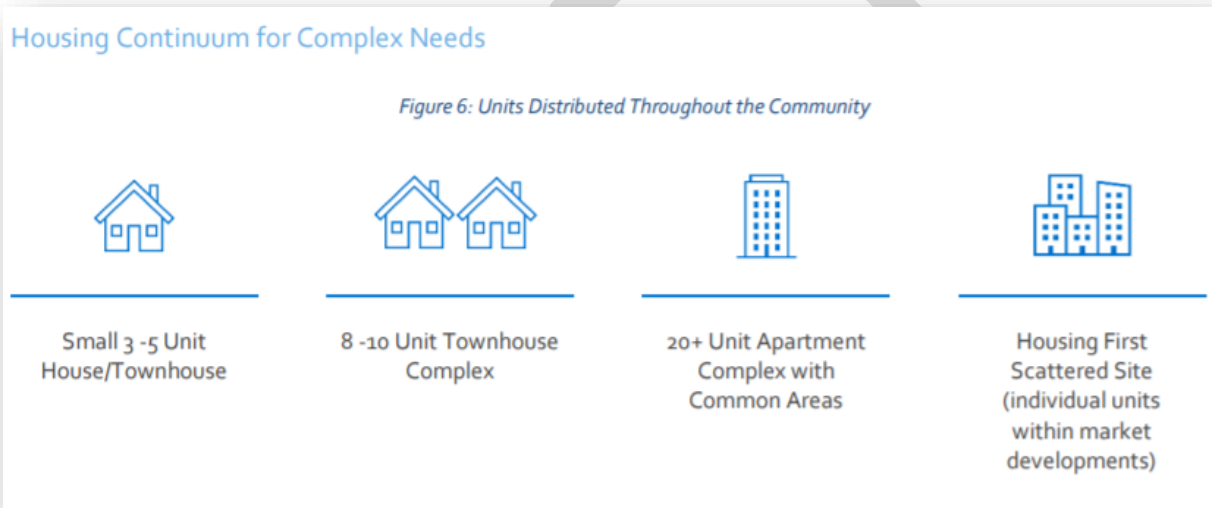 Housing Continuum for Complex Needs
Figure 6: Units Distributed Throughout the Community
Small 3 -5 Unit
House/Townhouse
8 -10 Unit Townhouse
Complex
20+ Unit Apartment
Complex with
Common Areas
Housing First
Scattered Site
(individual units
within market
developments)